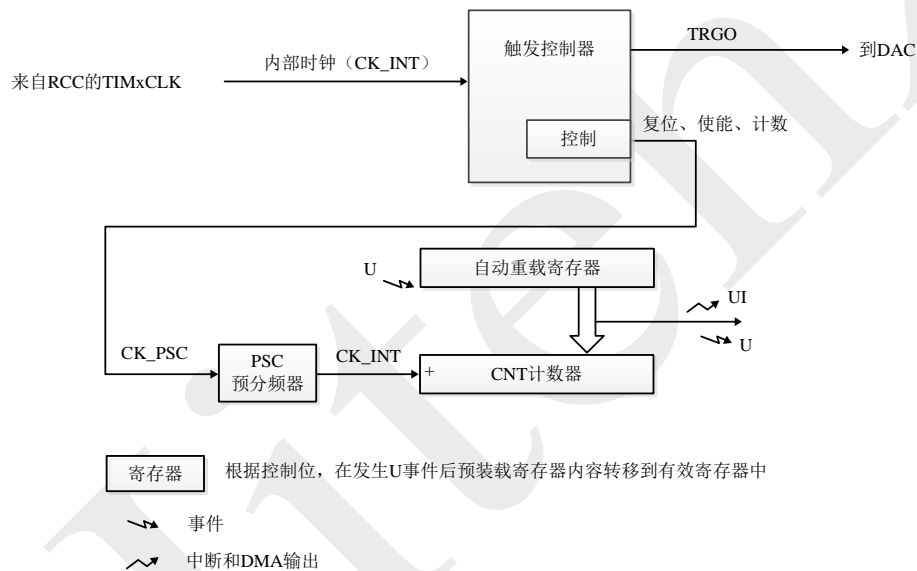 触发控制器
TRGO
到DAC
内部时钟（CK_INT）
来自RCC的TIMxCLK
控制
复位、使能、计数
U
自动重载寄存器
UI
U
CK_PSC
PSC
预分频器
CK_INT
+
CNT计数器
寄存器
根据控制位，在发生U事件后预装载寄存器内容转移到有效寄存器中
事件
中断和DMA输出